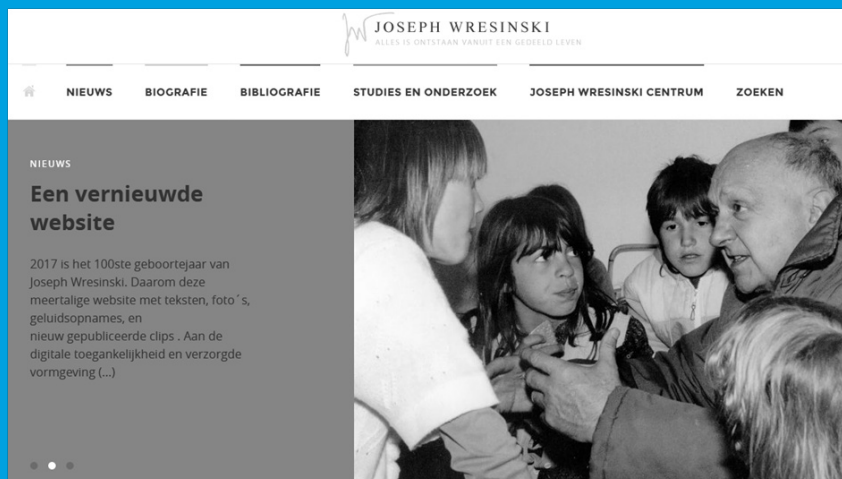 JOSEPH WRESINSKI
ALLES IS ONTSTAAN VANUIT EEN GEDEELD LEVEN
NIEUWS BIOGRAFIE BIBLIOGRAFIE STUDIES EN ONDERZOEK JOSEPH WRESINSKI CENTRUM ZOEKEN
NIEUWS
Een vernieuwde
website
2017 is het 100ste geboortejaar van
Joseph Wresinski. Daarom deze
meertalige website met teksten, foto´s,
geluidsopnames, en
nieuw gepubliceerde clips . Aan de
digitale toegankelijkheid en verzorgde
vormgeving (...)